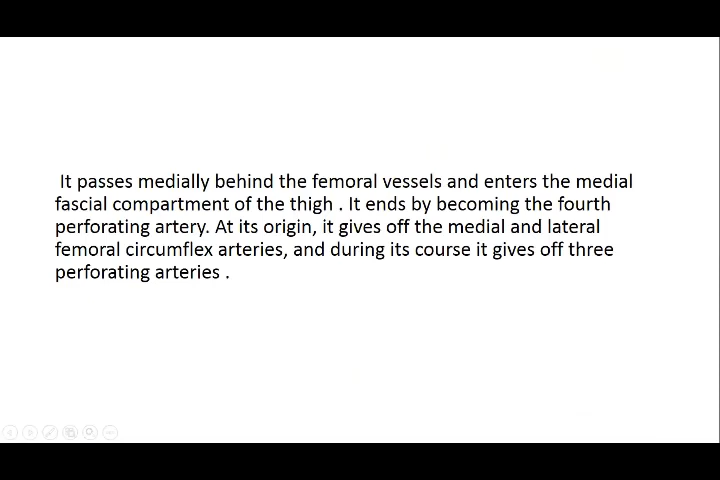 It passes medially behind the femoral vessels and enters the medial
fascial compartment of the thigh . It ends by becoming the fourth
perforating artery. At its origin, it gives off the medial and lateral
femoral circumflex arteries, and during its course it gives off three
perforating arteries .